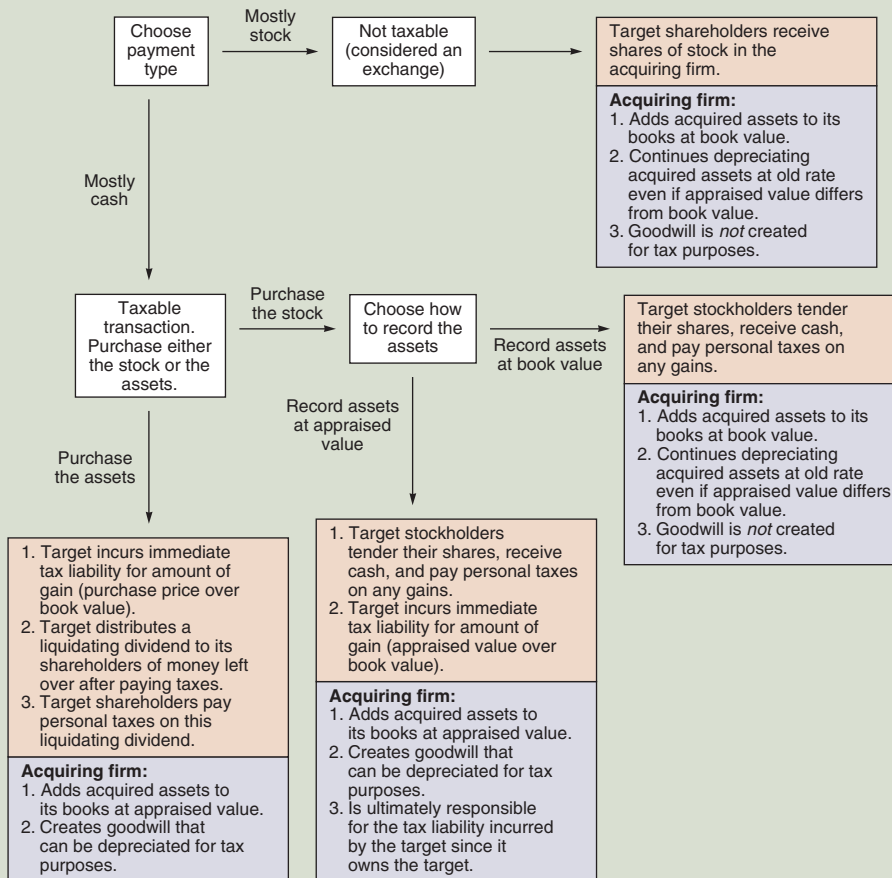 Choose
payment
type
Mostly
stock
Not taxable
(considered an
exchange)
Target shareholders receive
shares of stock in the
acquiring firm.
Acquiring firm:
1. Adds acquired assets to its
books at book value.
2. Continues depreciating
acquired assets at old rate
even if appraised value differs
from book value.
3. Goodwill is not created
for tax purposes.
Mostly
cash
Taxable
transaction.
Purchase either
the stock or the
assets.
Purchase
the stock
Choose how
to record the
assets
Record assets
at book value
Target stockholders tender
their shares, receive cash,
and pay personal taxes on
any gains.
Acquiring firm:
1. Adds acquired assets to its
books at book value.
2. Continues depreciating
acquired assets at old rate
even if appraised value differs
from book value.
3. Goodwill is not created
for tax purposes.
Purchase
the assets
Record assets
at appraised
value
1. Target incurs immediate
tax liability for amount of
gain (purchase price over
book value).
2. Target distributes a
liquidating dividend to its
shareholders of money left
over after paying taxes.
3. Target shareholders pay
personal taxes on this
liquidating dividend.
Acquiring firm:
1. Adds acquired assets to
its books at appraised value.
2. Creates goodwill that
can be depreciated for tax
purposes.
1. Target stockholders
tender their shares, receive
cash, and pay personal taxes
on any gains.
2. Target incurs immediate
tax liability for amount of
gain (appraised value over
book value).
Acquiring firm:
1. Adds acquired assets to
its books at appraised value.
2. Creates goodwill that
can be depreciated for tax
purposes.
3. Is ultimately responsible
for the tax liability incurred
by the target since it
owns the target.